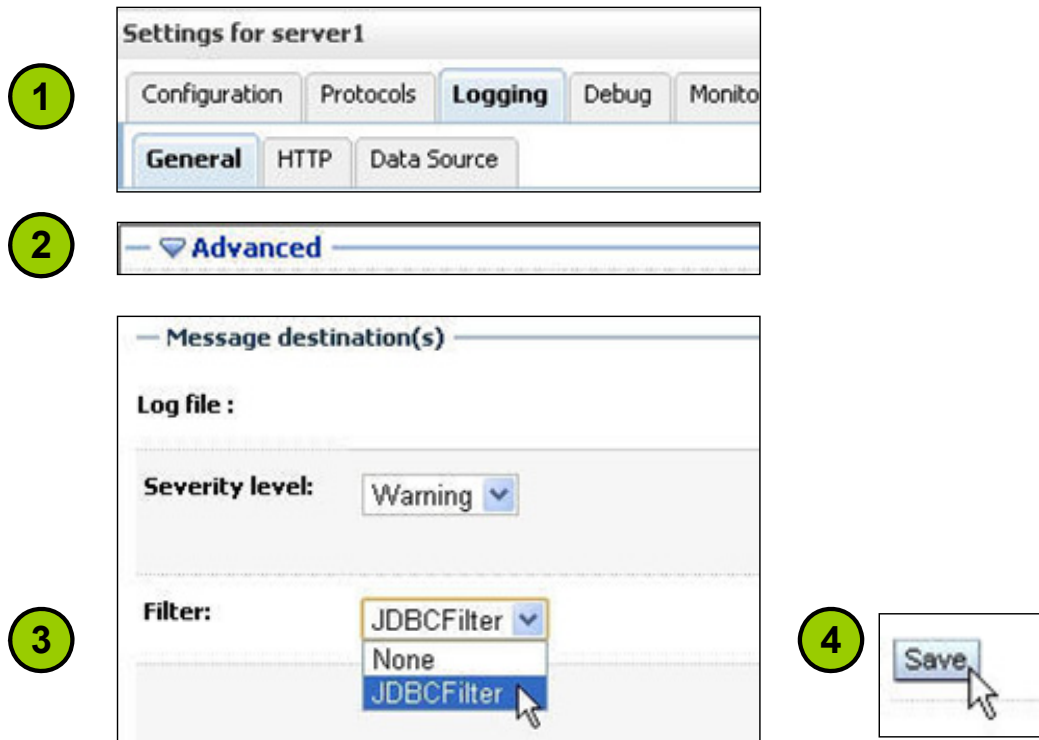 Settings for server1
1
Configuration Protocols Logging Debug Monito
General HTTP Data Source
2
Advanced
Message destination(s)
Log file :
Severity level: Warning
3
Filter: JDBCFilter
None
JDBCFilter
4
Save